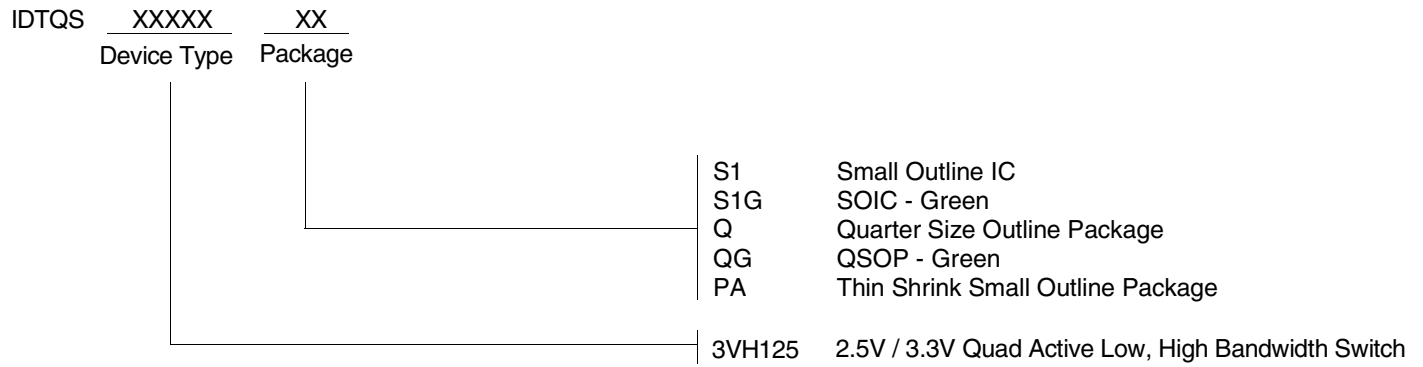 IDTQS XXXXX XX
Device Type Package
S1 Small Outline IC
S1G SOIC - Green
Q Quarter Size Outline Package
QG QSOP - Green
PA Thin Shrink Small Outline Package
3VH125 2.5V / 3.3V Quad Active Low, High Bandwidth Switch